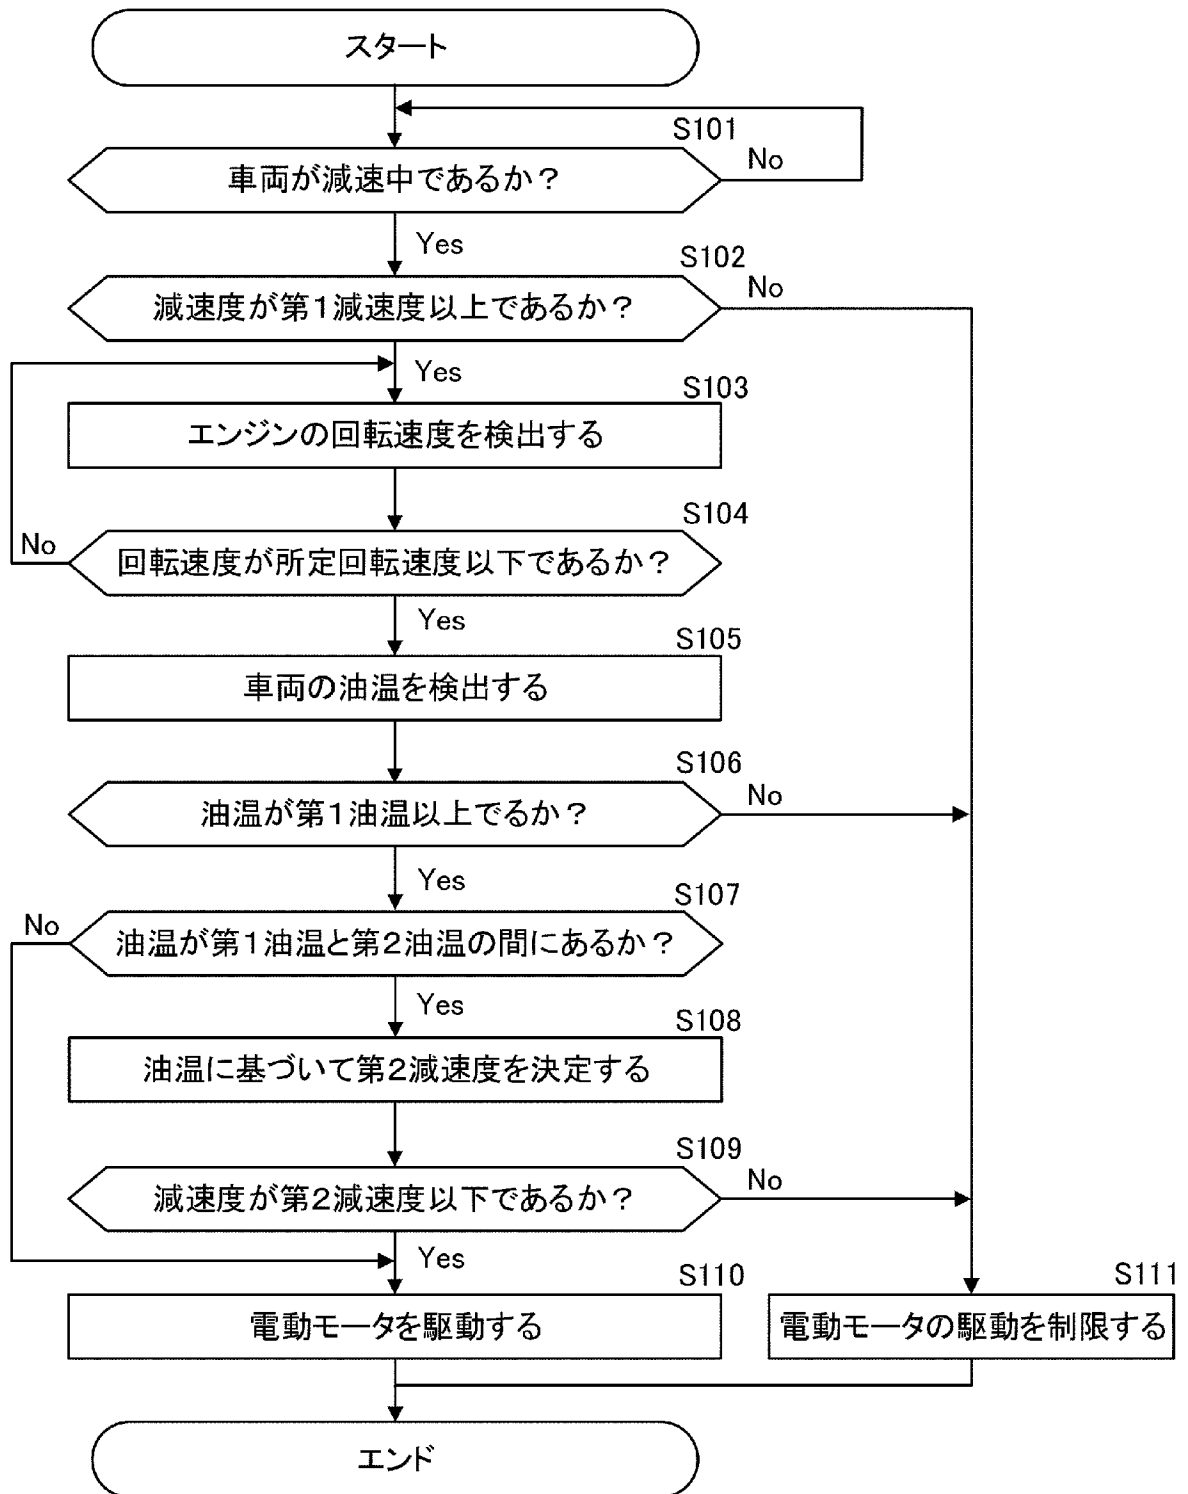 スタート
S101
車両が減速中であるか？
No
Yes
S102
減速度が第1減速度以上であるか？
No
Yes
S103
エンジンの回転速度を検出する
S104
No
回転速度が所定回転速度以下であるか？
Yes
S105
車両の油温を検出する
S106
油温が第1油温以上でるか？
No
Yes
S107
No
油温が第1油温と第2油温の間にあるか？
Yes
S108
油温に基づいて第2減速度を決定する
S109
減速度が第2減速度以下であるか？
No
Yes
S110
電動モータを駆動する
S111
電動モータの駆動を制限する
エンド